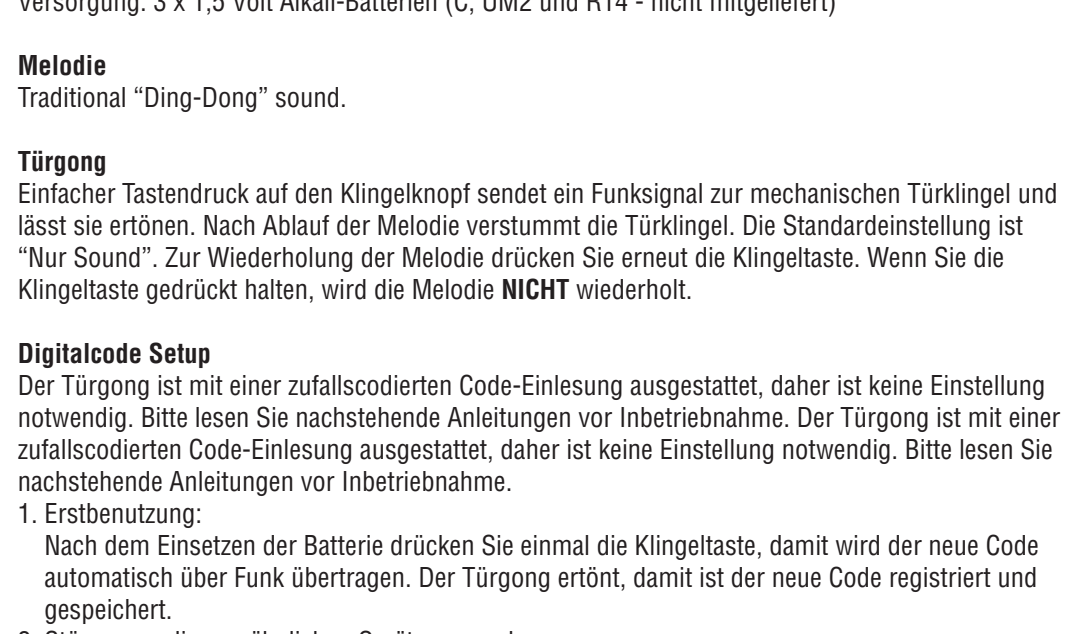 Versorgung: 3 x 1,5 Volt Alkali-Batterien (C, UM2 und R14 - nicht mitgeliefert)
Melodie
Traditional “Ding-Dong” sound.
Türgong
Einfacher Tastendruck auf den Klingelknopf sendet ein Funksignal zur mechanischen Türklingel und
lässt sie ertönen. Nach Ablauf der Melodie verstummt die Türklingel. Die Standardeinstellung ist
“Nur Sound”. Zur Wiederholung der Melodie drücken Sie erneut die Klingeltaste. Wenn Sie die
Klingeltaste gedrückt halten, wird die Melodie NICHT wiederholt.
Digitalcode Setup
Der Türgong ist mit einer zufallscodierten Code-Einlesung ausgestattet, daher ist keine Einstellung
notwendig. Bitte lesen Sie nachstehende Anleitungen vor Inbetriebnahme. Der Türgong ist mit einer
zufallscodierten Code-Einlesung ausgestattet, daher ist keine Einstellung notwendig. Bitte lesen Sie
nachstehende Anleitungen vor Inbetriebnahme.
1. Erstbenutzung:
Nach dem Einsetzen der Batterie drücken Sie einmal die Klingeltaste, damit wird der neue Code
automatisch über Funk übertragen. Der Türgong ertönt, damit ist der neue Code registriert und
gespeichert.